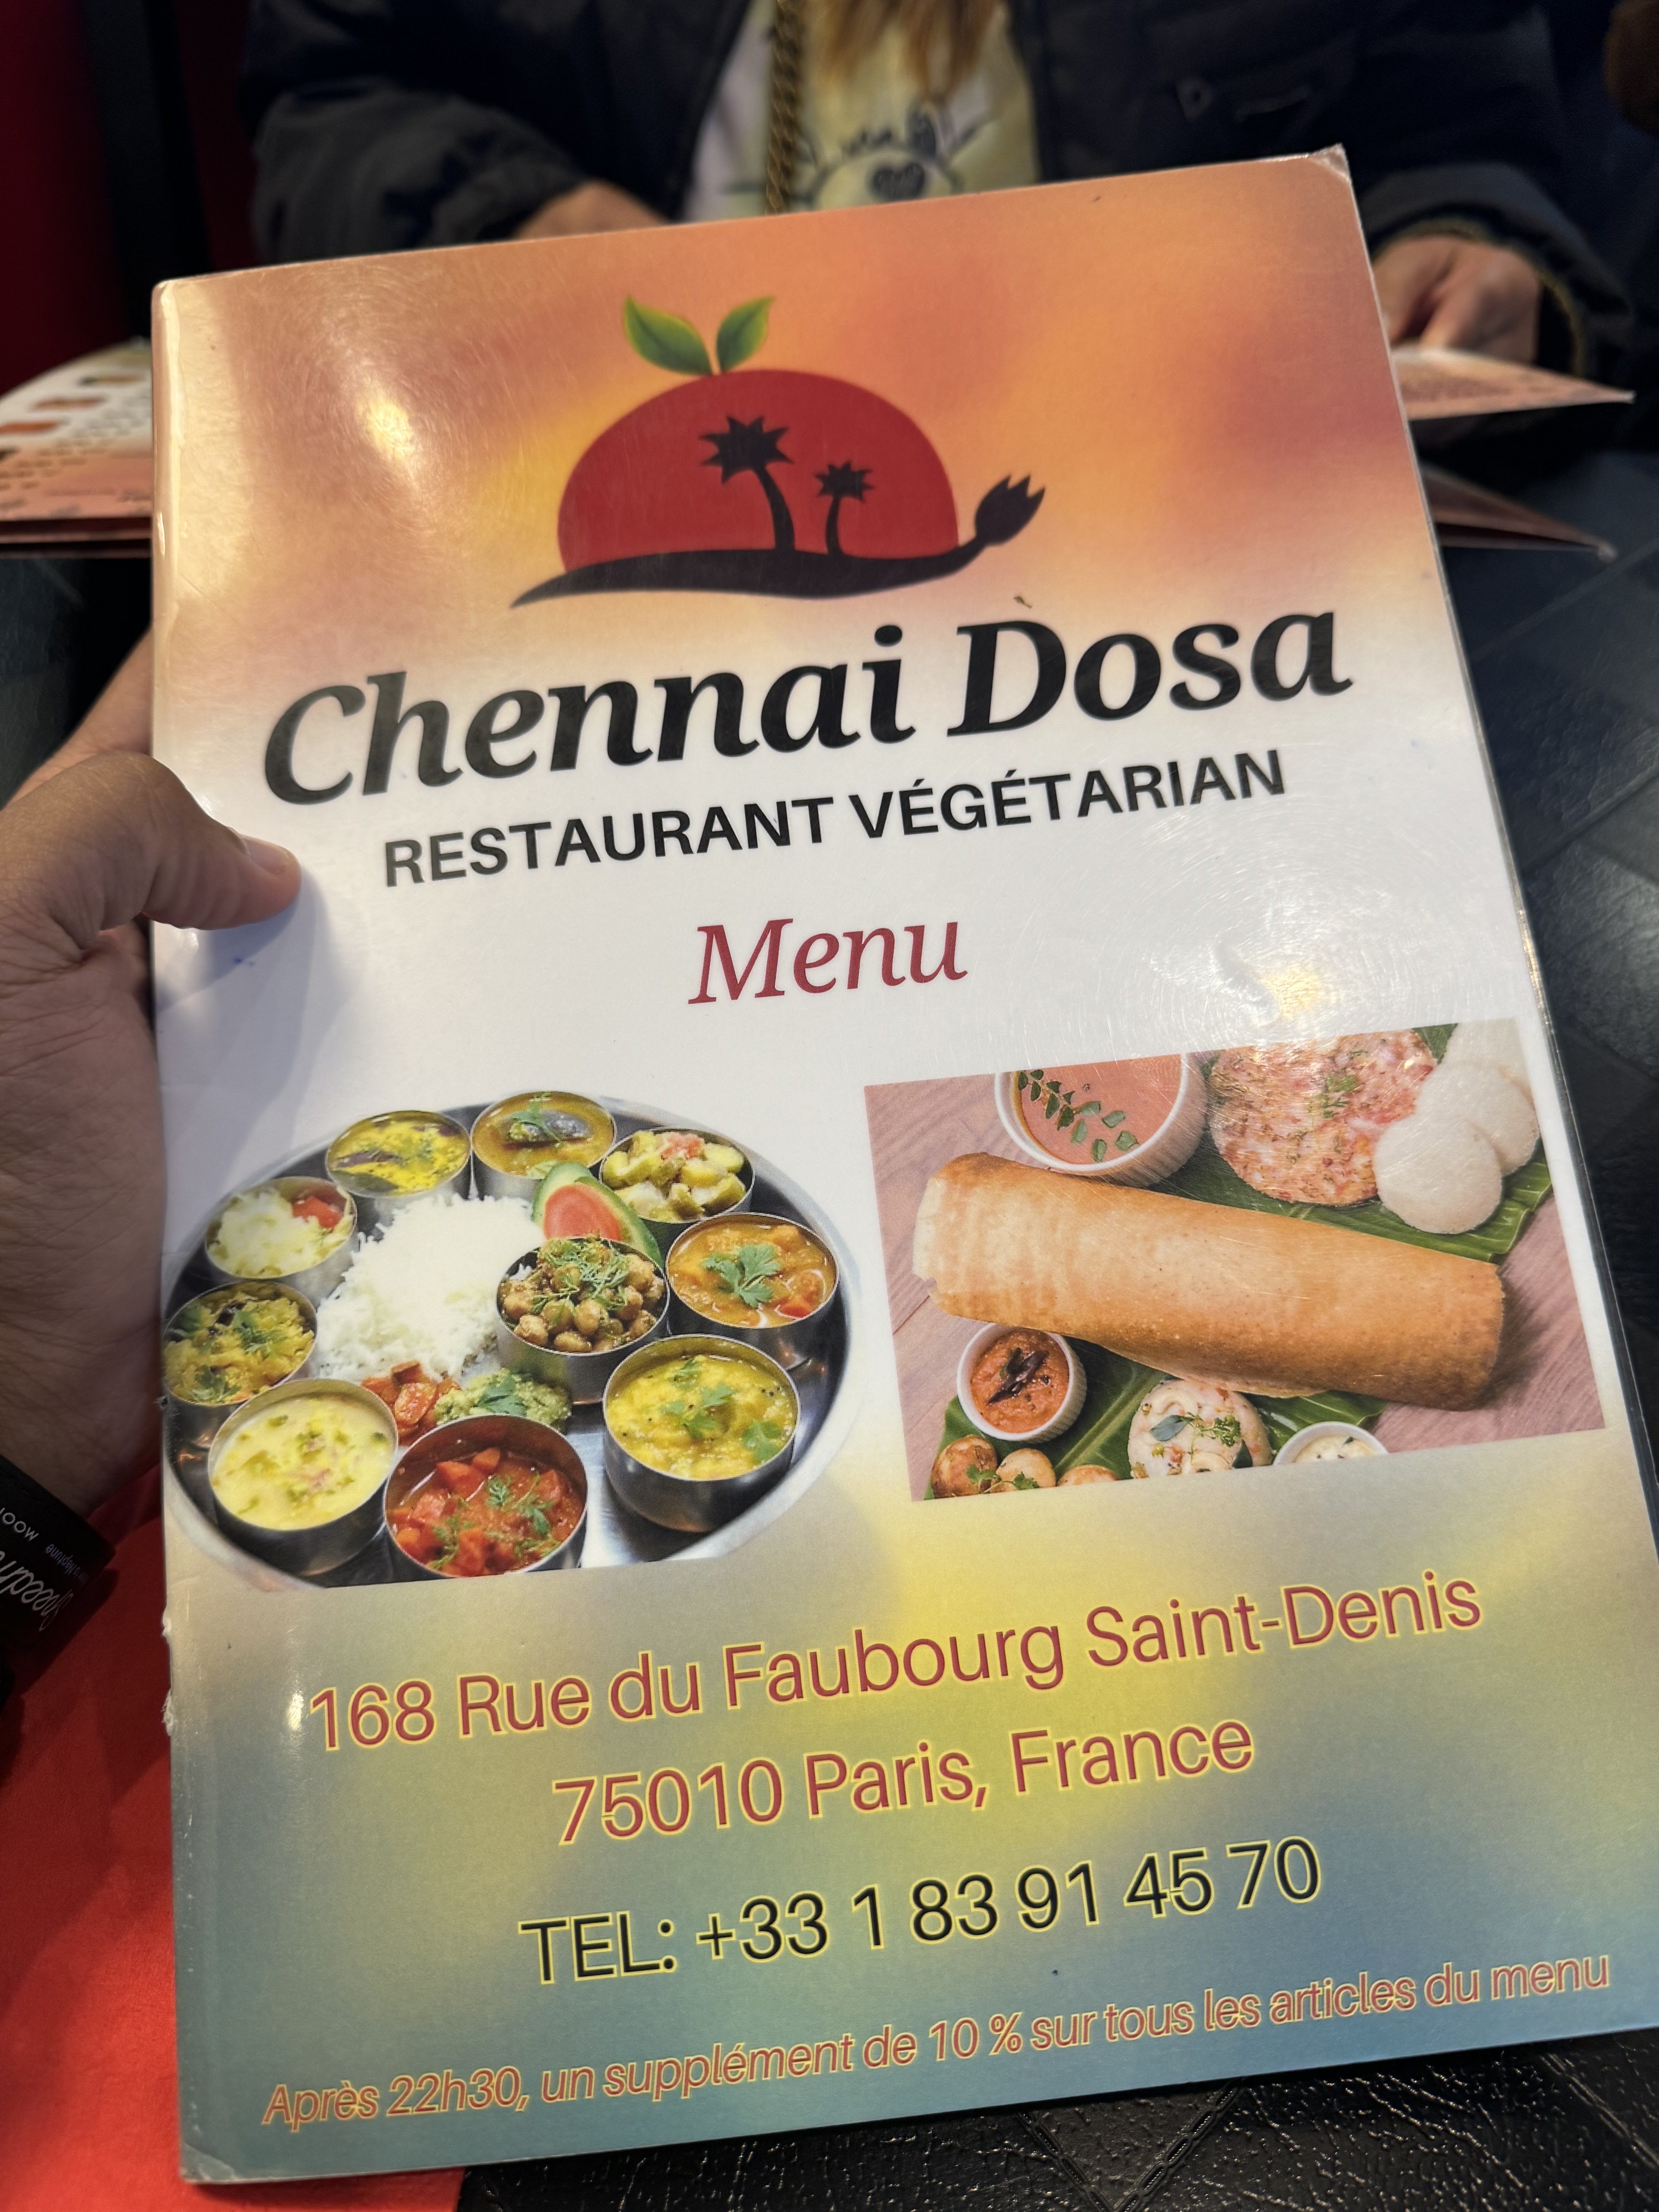 Chennai Dosa
RESTAURANT VÉGÉTARIAN
Menu
168 Rue du Faubourg Saint-Denis
75010 Paris, France
TEL: +33 1 83 91 45 70
Après 22h30, un supplément de 10 % sur tous les articles du menu